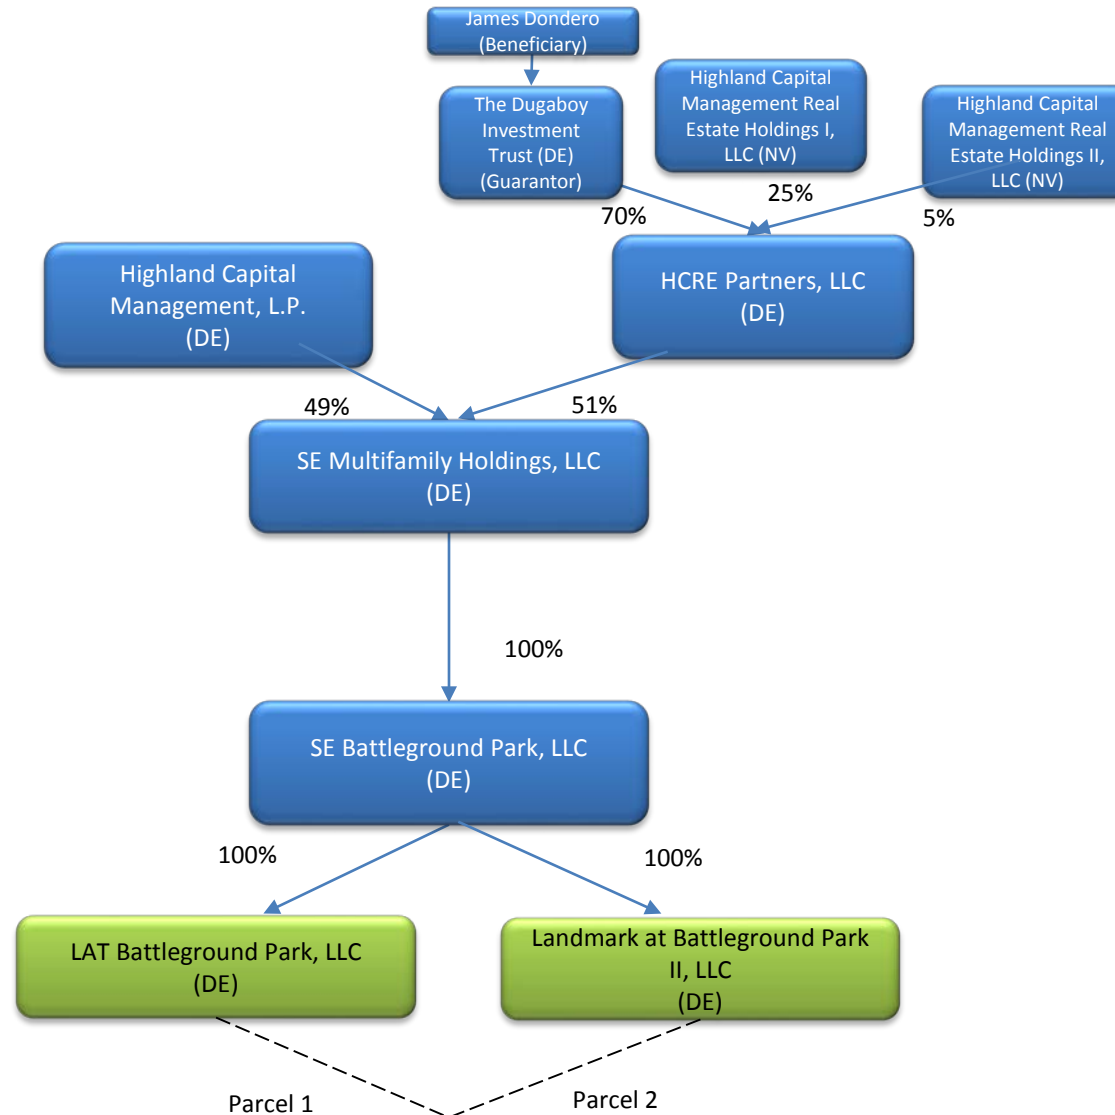 James Dondero
(Beneficiary)
The Dugaboy
Investment
Trust (DE)
(Guarantor)
Highland Capital
Management Real
Estate Holdings I,
LLC (NV)
Highland Capital
Management Real
Estate Holdings II,
LLC (NV)
70%
25%
5%
Highland Capital
Management, L.P.
(DE)
HCRE Partners, LLC
(DE)
49%
51%
SE Multifamily Holdings, LLC
(DE)
100%
SE Battleground Park, LLC
(DE)
100%
100%
LAT Battleground Park, LLC
(DE)
Landmark at Battleground Park
II, LLC
(DE)
Parcel 1
Parcel 2